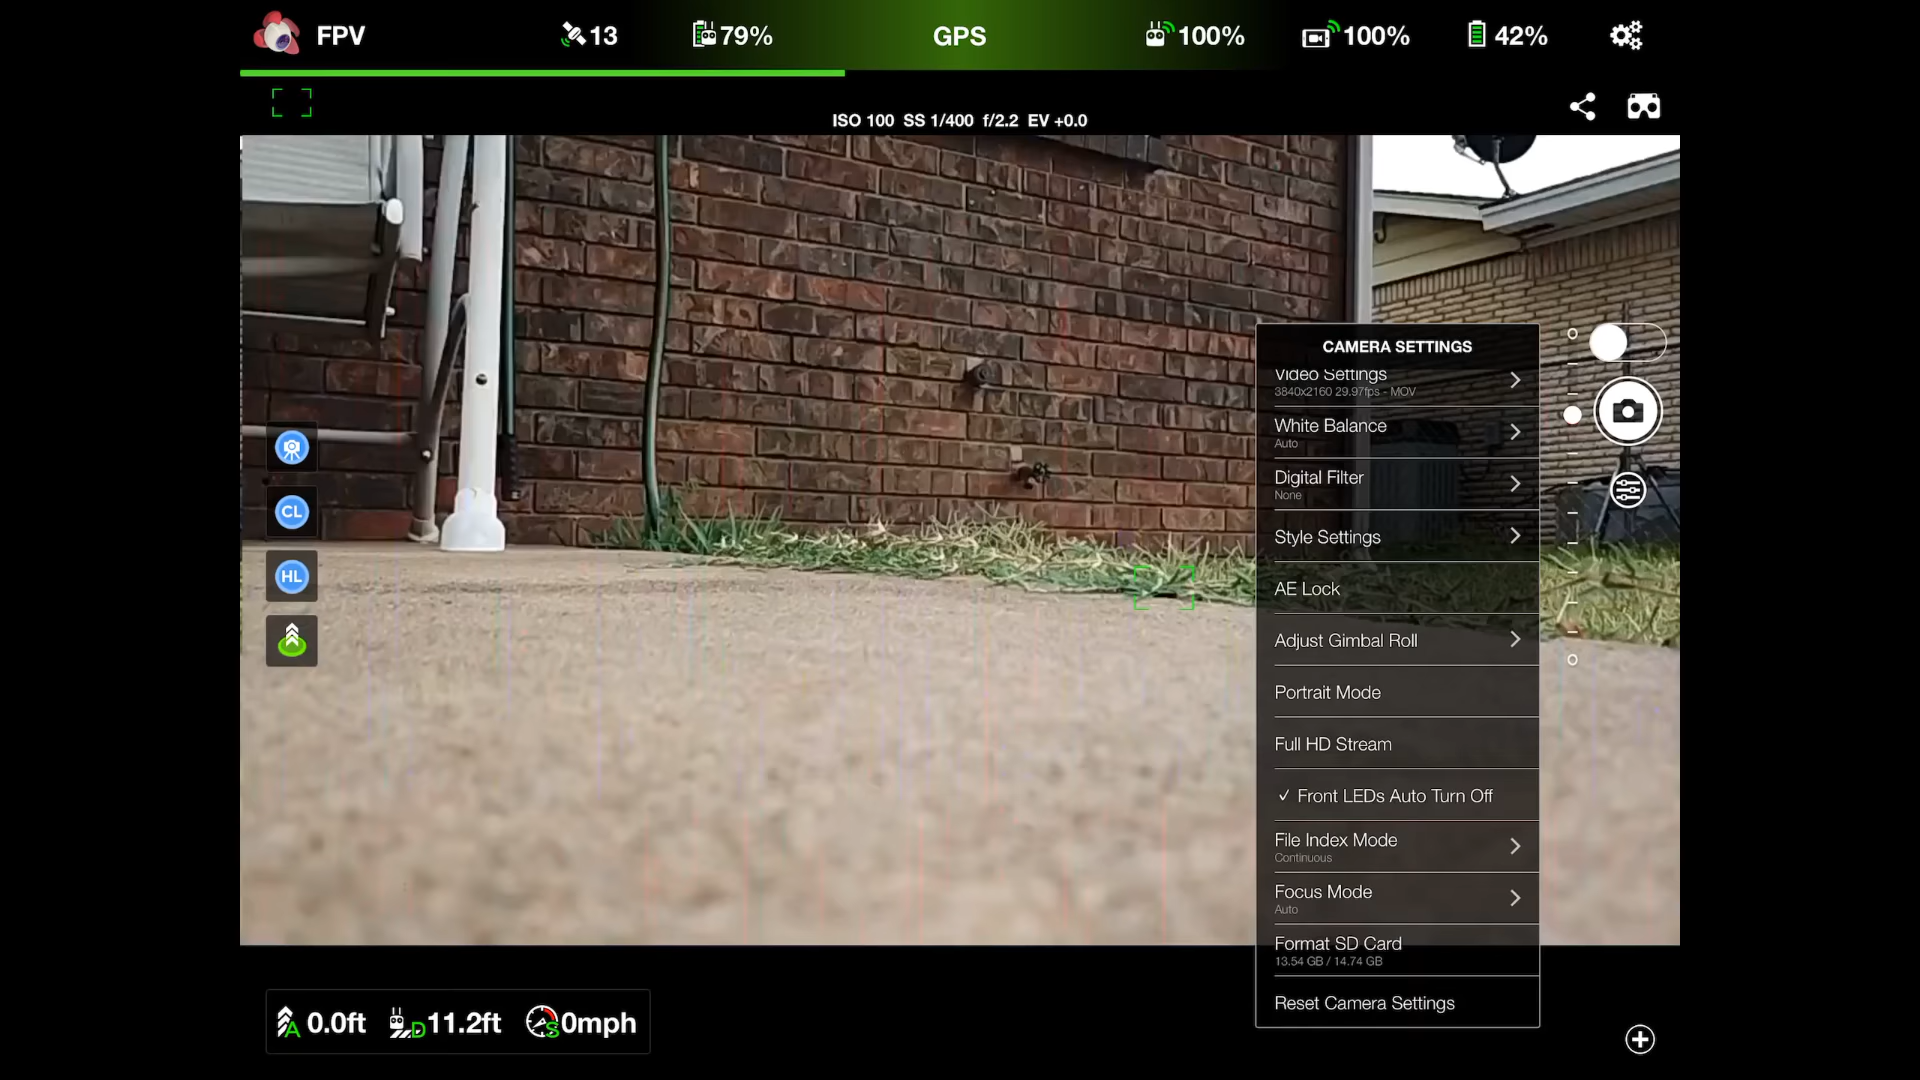 FPV
13
79%
GPS
100%
100%
42%
ISO 100 SS 1/400 f/2.2 EV +0.0
CAMERA SETTINGS
Video Settings
3840x2160 29.97fps - MOV
White Balance
Auto
Digital Filter
None
Style Settings
AE Lock
Adjust Gimbal Roll
Portrait Mode
Full HD Stream
✓ Front LEDs Auto Turn Off
File Index Mode
Continuous
Focus Mode
Auto
Format SD Card
13.54 GB / 14.74 GB
Reset Camera Settings
CL
HL
A 0.0ft D 11.2ft S 0mph